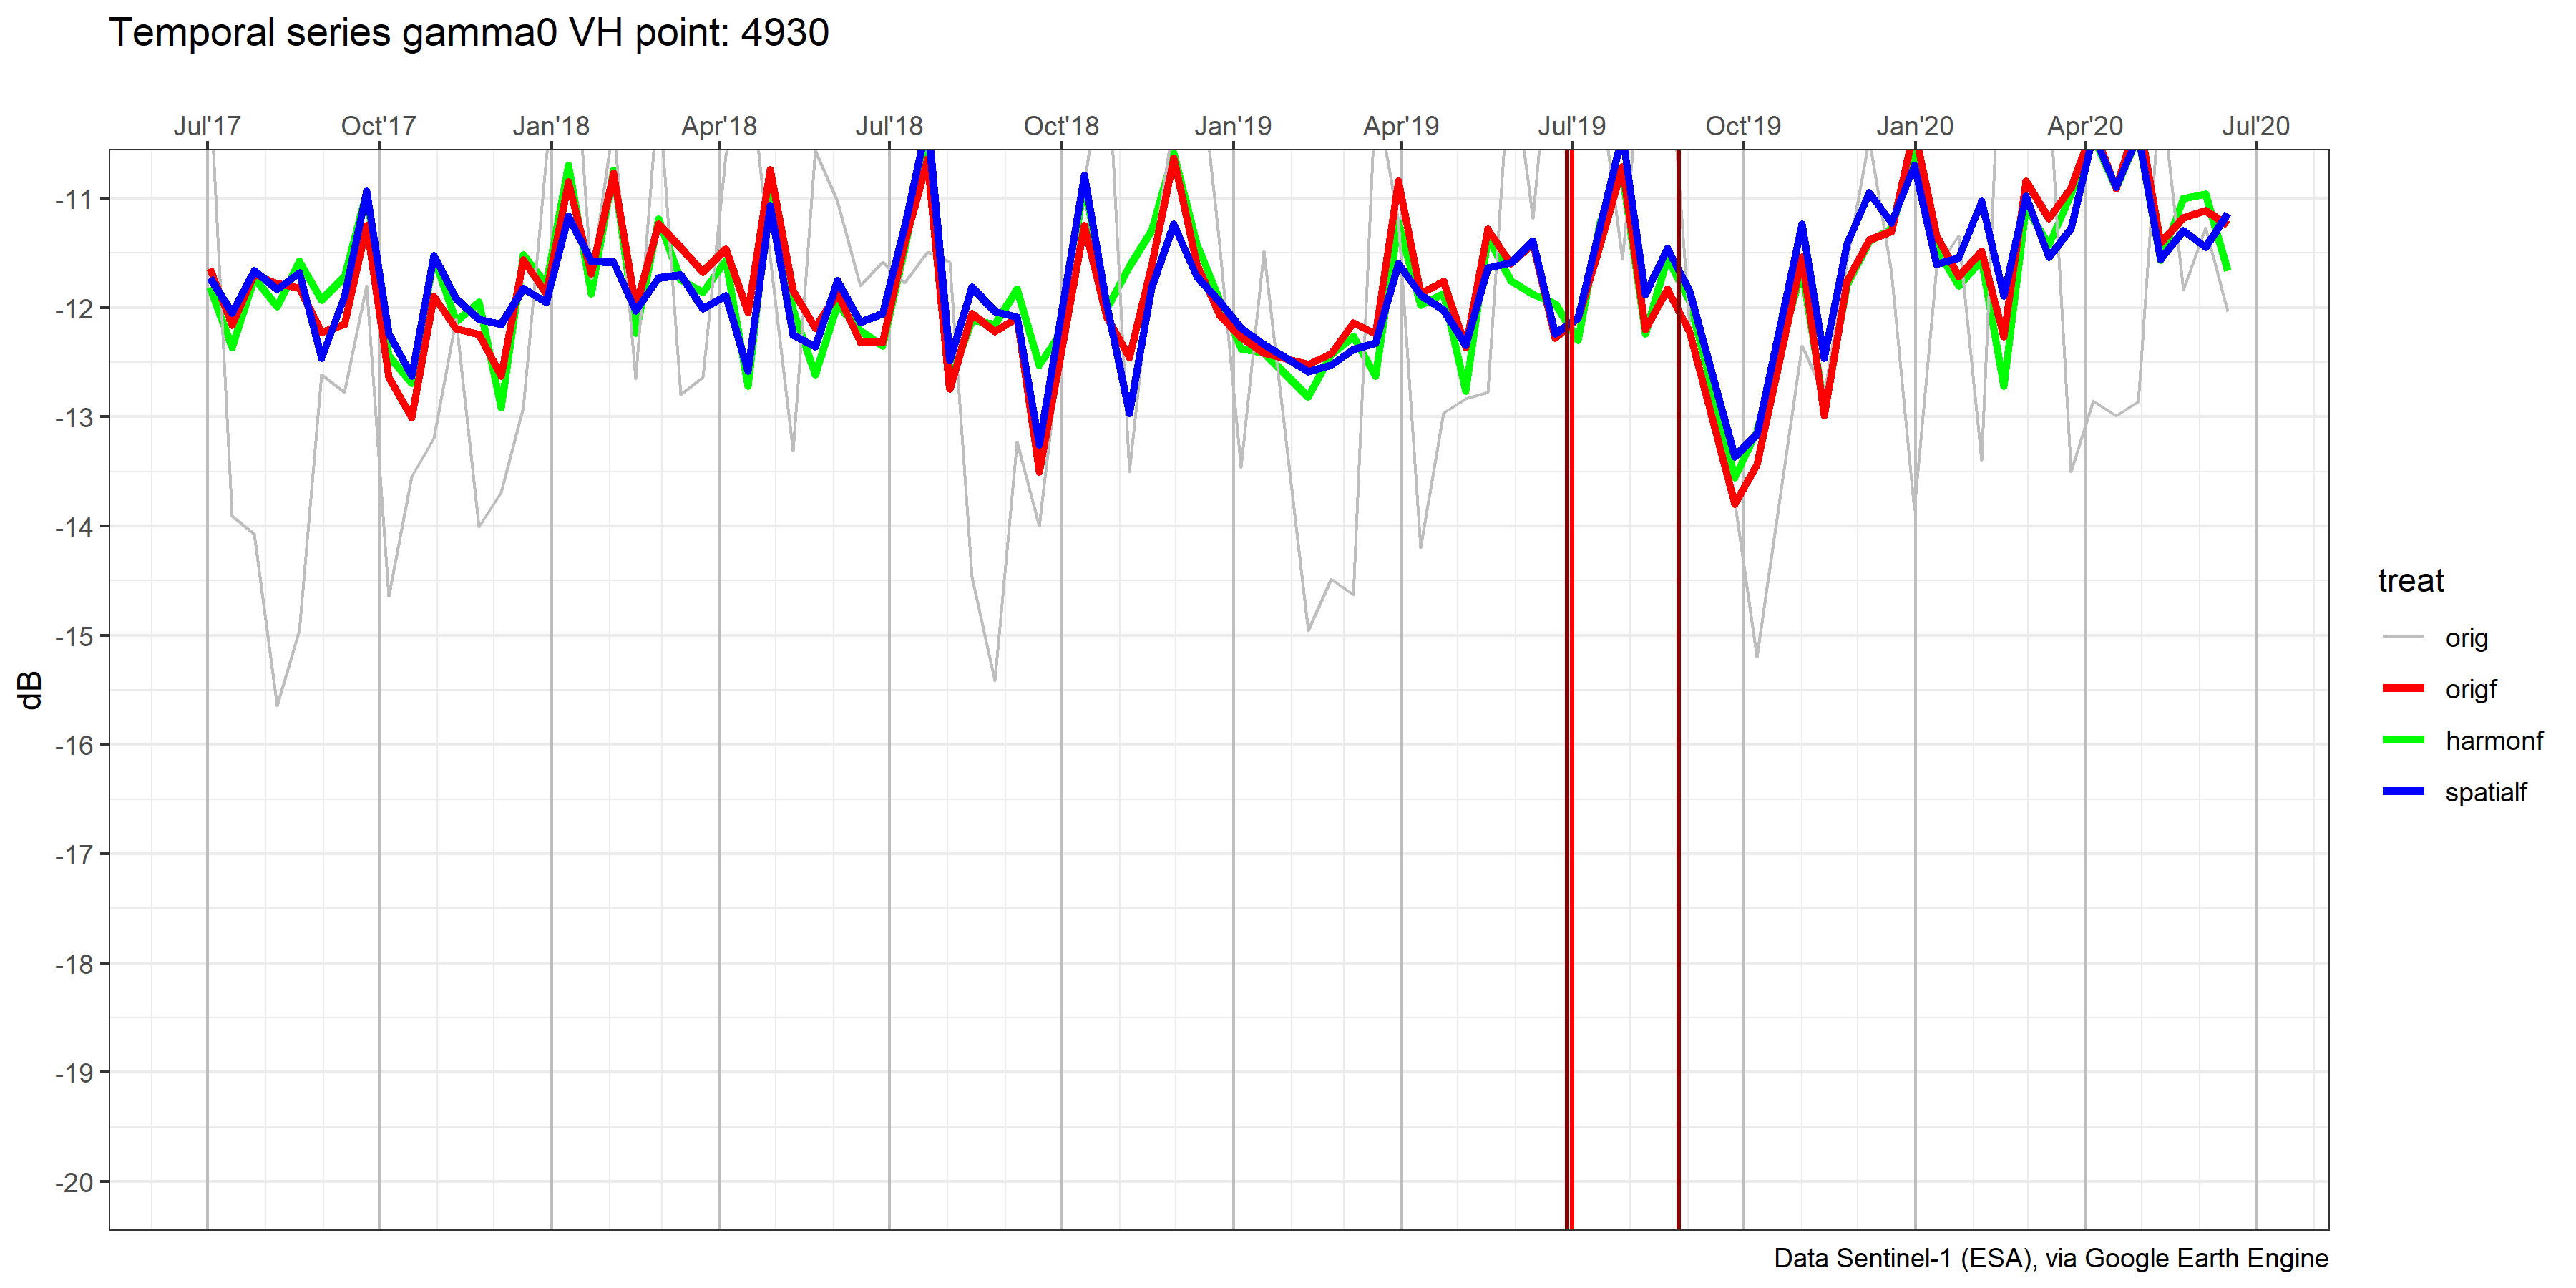 Temporal series gamma0 VH point: 4930
Jul'17 Oct'17 Jan'18 Apr'18 Jul'18 Oct'18 Jan'19 Apr'19 Jul'19 Oct'19 Jan'20 Apr'20 Jul'20
-11
-12
-13
-14
-15
-16
-17
-18
-19
-20
dB
treat
orig
origf
harmonf
spatialf
Data Sentinel-1 (ESA), via Google Earth Engine